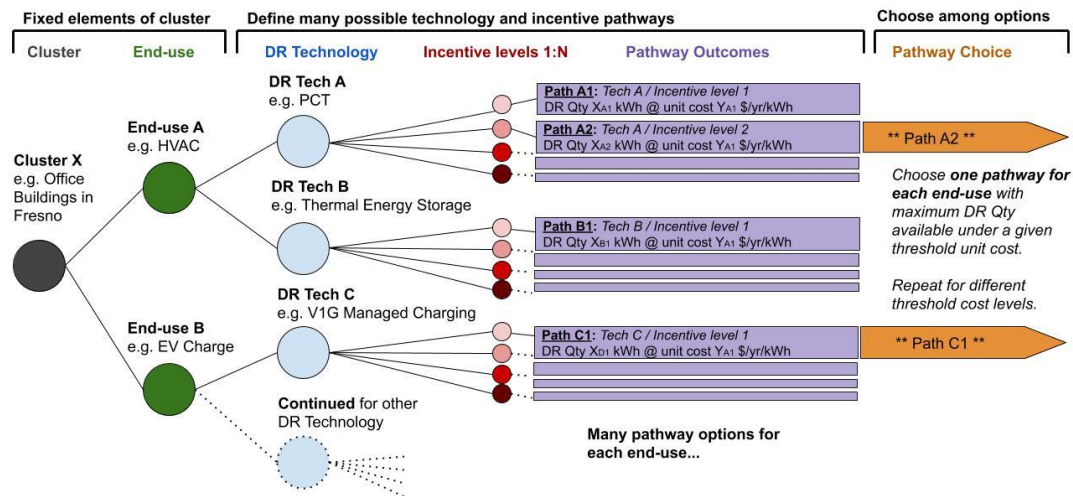 Fixed elements of cluster
Define many possible technology and incentive pathways
Choose among options
Cluster
End-use
DR Technology
Incentive levels 1:N
Pathway Outcomes
Pathway Choice
Cluster X
e.g. Office
Buildings in
Fresno
End-use A
e.g. HVAC
End-use B
e.g. EV Charge
DR Tech A
e.g. PCT
DR Tech B
e.g. Thermal Energy Storage
DR Tech C
e.g. V1G Managed Charging
Continued for other
DR Technology
Path A1: Tech A / Incentive level 1
DR Qty XA1 kWh @ unit cost YA1 $/yr/kWh
Path A2: Tech A / Incentive level 2
DR Qty XA2 kWh @ unit cost YA1 $/yr/kWh
Path B1: Tech B / Incentive level 1
DR Qty XB1 kWh @ unit cost YA1 $/yr/kWh
Path C1: Tech C / Incentive level 1
DR Qty XD1 kWh @ unit cost YA1 $/yr/kWh
Many pathway options for
each end-use...
** Path A2 **
Choose one pathway for
each end-use with
maximum DR Qty
available under a given
threshold unit cost.
Repeat for different
threshold cost levels.
** Path C1 **